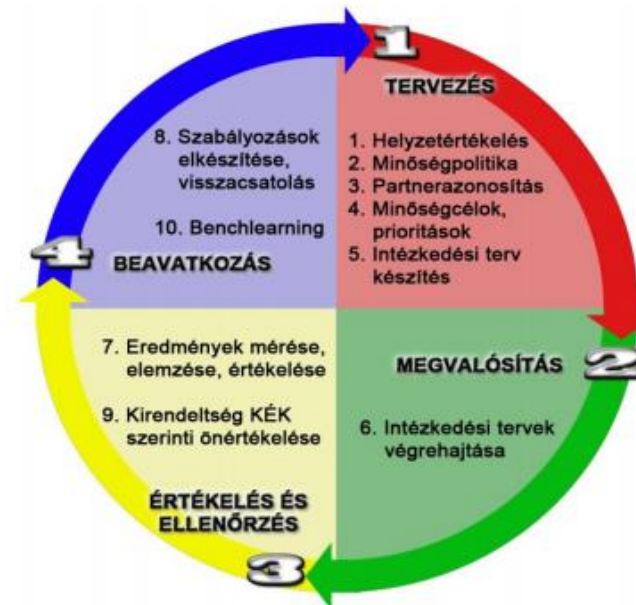 1
TERVEZÉS
1. Helyzetértékelés
2. Minőségpolitika
3. Partnerazonosítás
4. Minőségcélok,
prioritások
5. Intézkedési terv
készítés
2
MEGVALÓSÍTÁS
6. Intézkedési tervek
végrehajtása
3
ÉRTÉKELÉS ÉS
ELLENŐRZÉS
7. Eredmények mérése,
elemzése, értékelése
9. Kirendeltség KÉK
szerinti önértékelése
4
BEAVATKOZÁS
8. Szabályozások
elkészítése,
visszacsatolás
10. Benchlearning